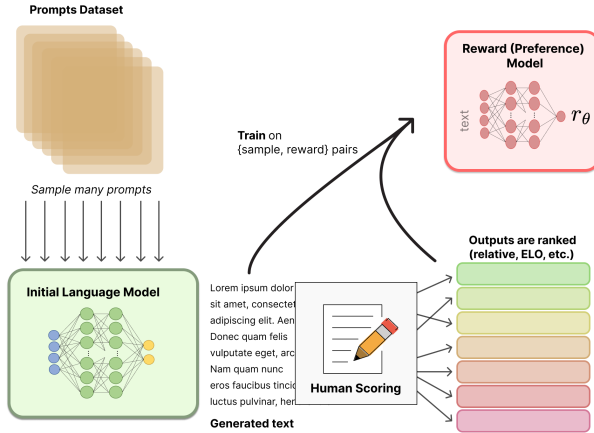 Prompts Dataset
Sample many prompts
Initial Language Model
Train on
{sample, reward} pairs
Reward (Preference)
Model
text
rθ
Lorem ipsum dolor
sit amet, consectet
adipiscing elit. Aen
Donec quam felis
vulputate eget, arc
Nam quam nunc
eros faucibus tincid
luctus pulvinar, her
Generated text
Human Scoring
Outputs are ranked
(relative, ELO, etc.)